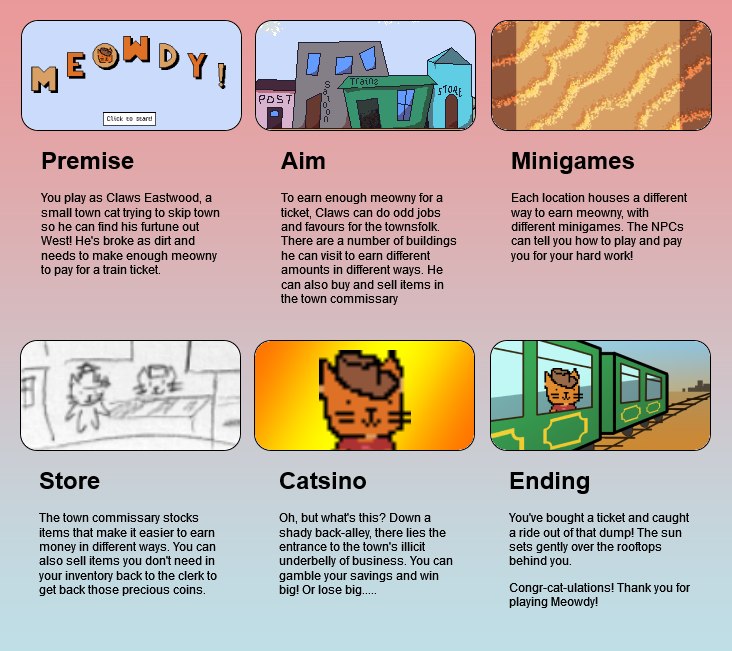 MEOWDY!
Click to start
POST
saloon
Trains
STORE
Premise
You play as Claws Eastwood, a
small town cat trying to skip town
so he can find his furtune out
West! He's broke as dirt and
needs to make enough meowny
to pay for a train ticket.
Aim
To earn enough meowny for a
ticket, Claws can do odd jobs
and favours for the townsfolk.
There are a number of buildings
he can visit to earn different
amounts in different ways. He
can also buy and sell items in
the town commissary
Minigames
Each location houses a different
way to earn meowny, with
different minigames. The NPCs
can tell you how to play and pay
you for your hard work!
Store
The town commissary stocks
items that make it easier to earn
money in different ways. You can
also sell items you don't need in
your inventory back to the clerk to
get back those precious coins.
Catsino
Oh, but what's this? Down a
shady back-alley, there lies the
entrance to the town's illicit
underbelly of business. You can
gamble your savings and win
big! Or lose big.....
Ending
You've bought a ticket and caught
a ride out of that dump! The sun
sets gently over the rooftops
behind you.
Congr-cat-ulations! Thank you for
playing Meowdy!